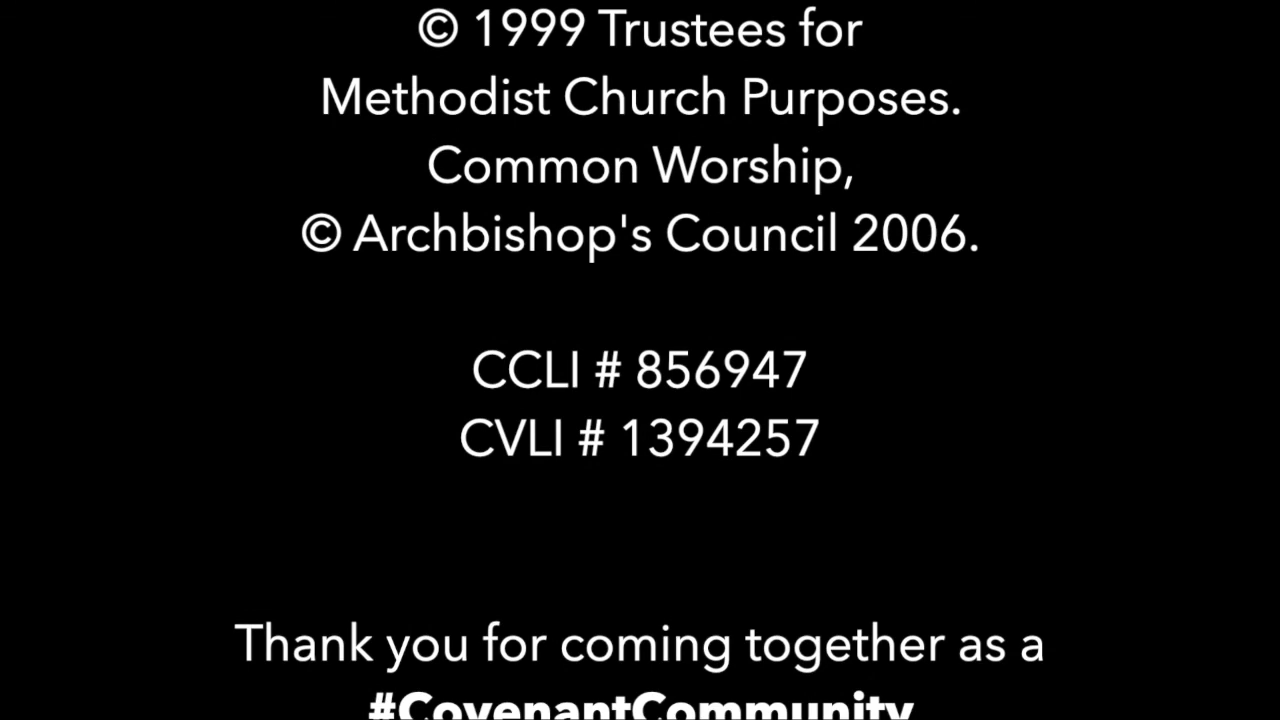 © 1999 Trustees for
Methodist Church Purposes.
Common Worship,
© Archbishop's Council 2006.
CCLI # 856947
CVLI # 1394257
Thank you for coming together as a
#CovenantCommunity